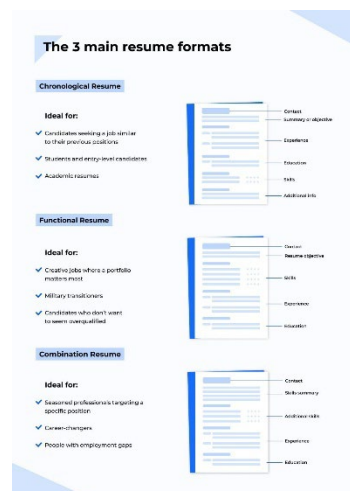 The 3 main resume formats
Chronological Resume
Ideal for:
Candidates seeking a job similar
to their previous positions
Students and entry-level candidates
Academic resumes
Contact
Summary or objective
Experience
Education
Skills
Additional info
Functional Resume
Ideal for:
Creative jobs where a portfolio
matters most
Military transitioners
Candidates who don't want
to seem overqualified
Contact
Resume objective
Skills
Experience
Education
Combination Resume
Ideal for:
Seasoned professionals targeting a
specific position
Career-changers
People with employment gaps
Contact
Skills summary
Additional skills
Experience
Education